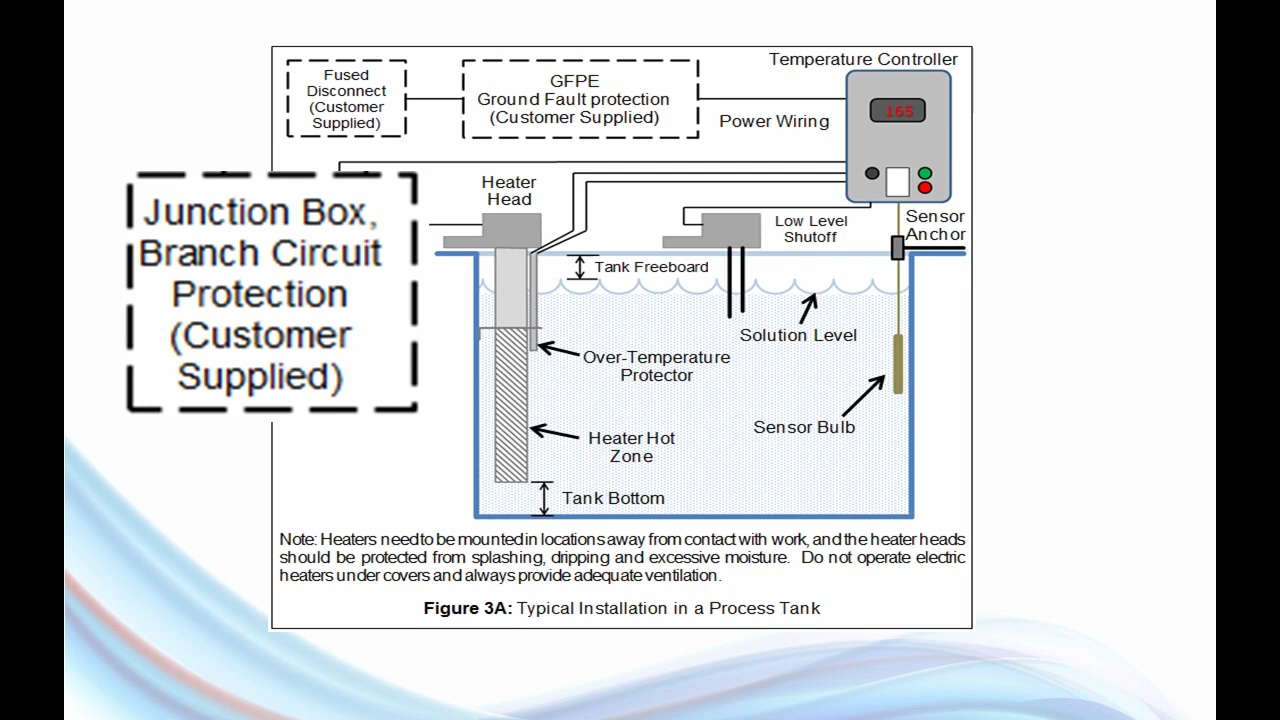 Temperature Controller
Fused
Disconnect
(Customer
Supplied)
GFPE
Ground Fault protection
(Customer Supplied)
Power Wiring
165
Junction Box,
Branch Circuit
Protection
(Customer
Supplied)
Heater
Head
Low Level
Shutoff
Sensor
Anchor
Tank Freeboard
Solution Level
Over-Temperature
Protector
Sensor Bulb
Heater Hot
Zone
Tank Bottom
Note: Heaters need to be mounted in locations away from contact with work, and the heater heads
should be protected from splashing, dripping and excessive moisture. Do not operate electric
heaters under covers and always provide adequate ventilation.
Figure 3A: Typical Installation in a Process Tank